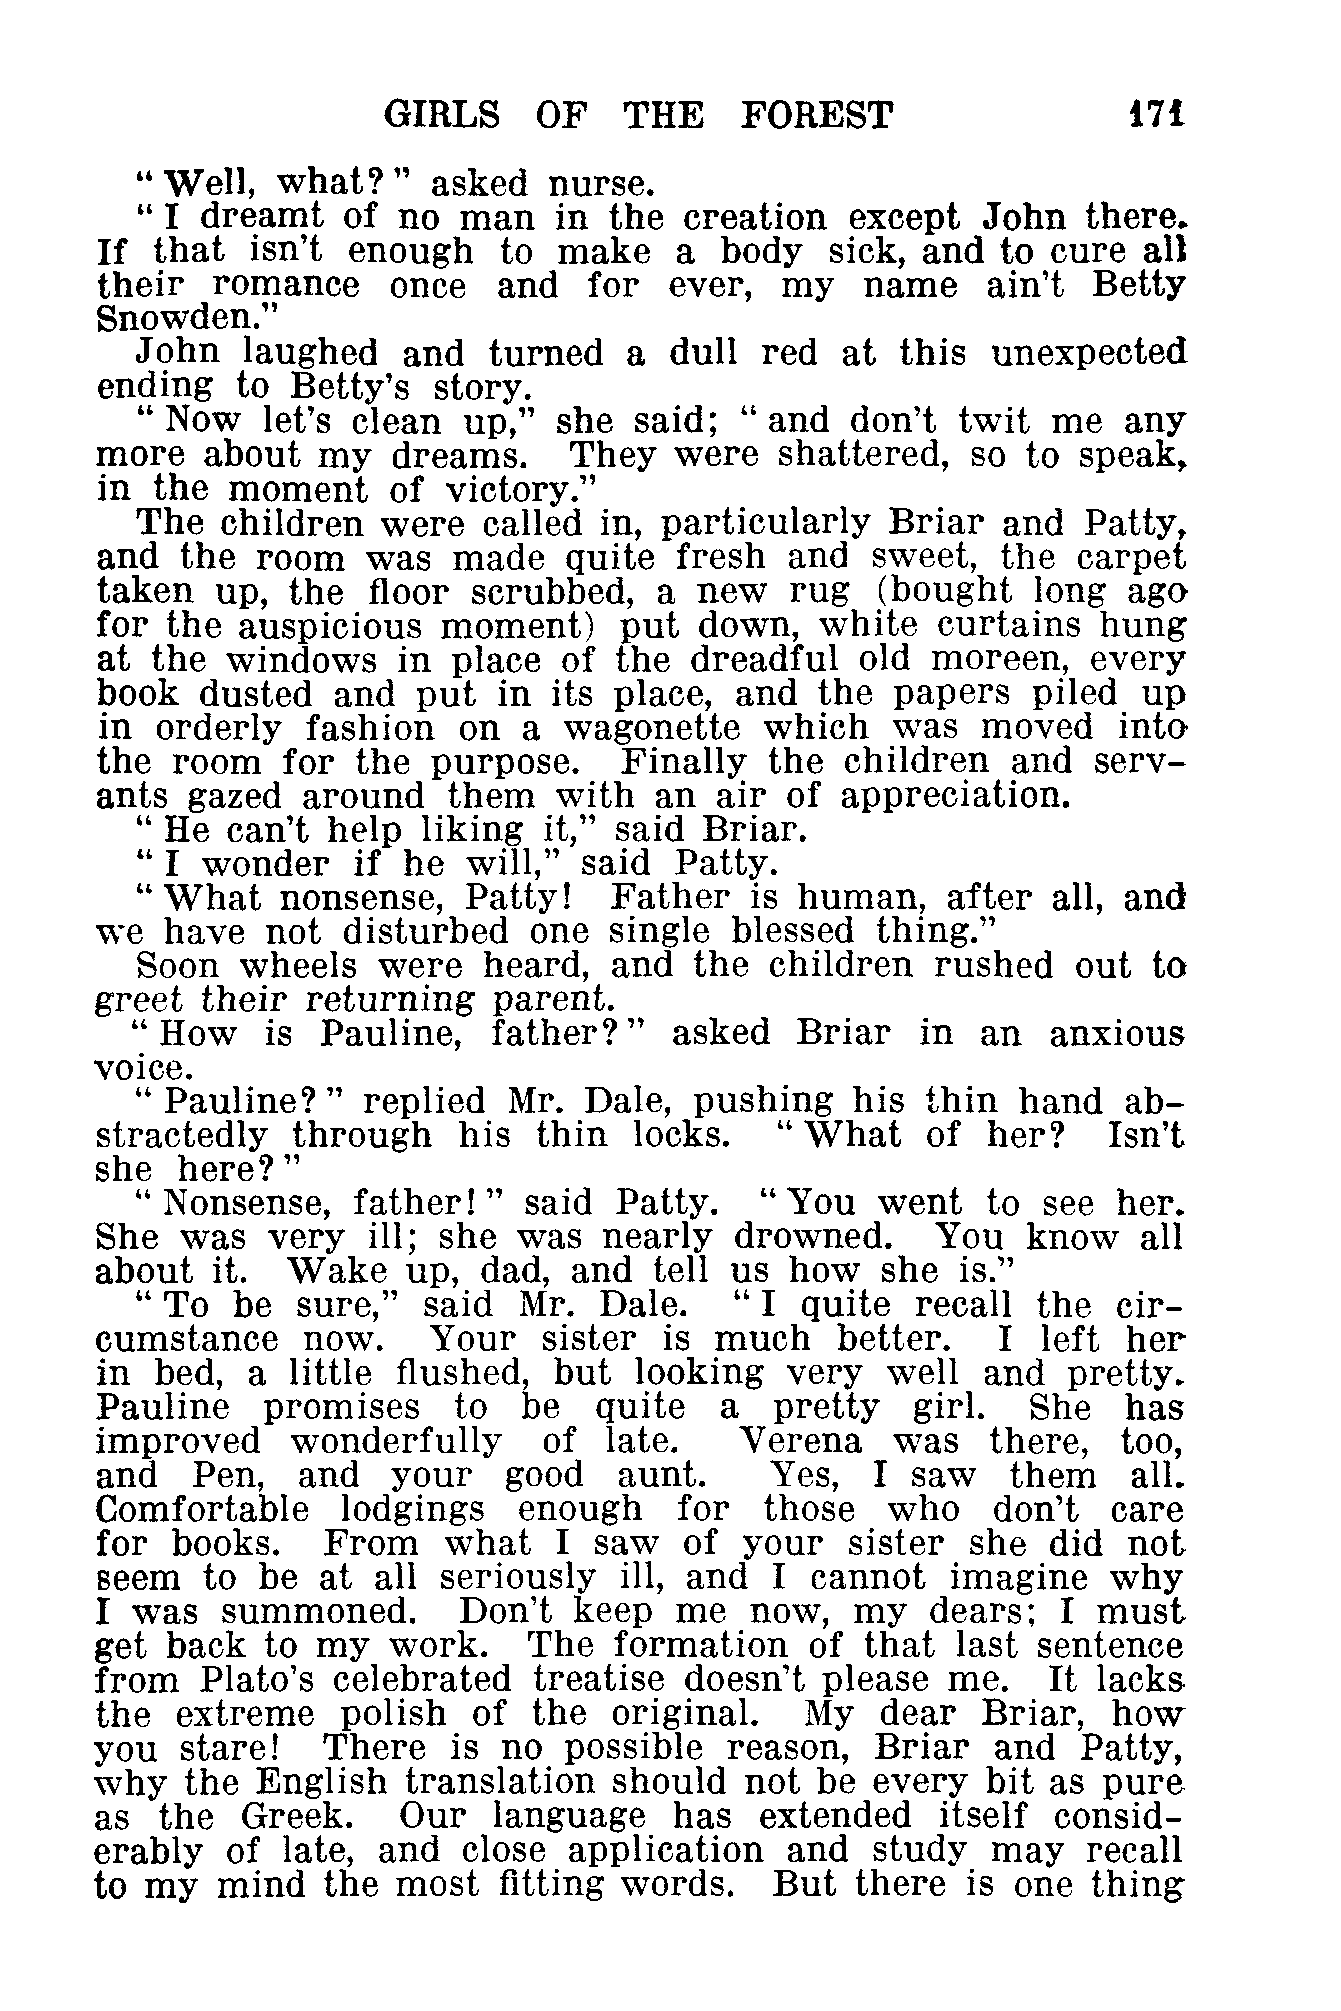 GIRLS OF THE FOREST 171
“Well, what?” asked nurse.
“I dreamt of no man in the creation except John there.
If that isn’t enough to make a body sick, and to cure all
their romance once and for ever, my name ain’t Betty
Snowden.”
John laughed and turned a dull red at this unexpected
ending to Betty’s story.
“Now let’s clean up,” she said; “and don’t twit me any
more about my dreams. They were shattered, so to speak,
in the moment of victory.”
The children were called in, particularly Briar and Patty,
and the room was made quite fresh and sweet, the carpet
taken up, the floor scrubbed, a new rug (bought long ago
for the auspicious moment) put down, white curtains hung
at the windows in place of the dreadful old moreen, every
book dusted and put in its place, and the papers piled up
in orderly fashion on a wagonette which was moved into
the room for the purpose. Finally the children and serv-
ants gazed around them with an air of appreciation.
“He can’t help liking it,” said Briar.
“I wonder if he will,” said Patty.
“What nonsense, Patty! Father is human, after all, and
we have not disturbed one single blessed thing.”
Soon wheels were heard, and the children rushed out to
greet their returning parent.
“How is Pauline, father?” asked Briar in an anxious
voice.
“Pauline?” replied Mr. Dale, pushing his thin hand ab-
stractedly through his thin locks. “What of her? Isn’t
she here?”
“Nonsense, father!” said Patty. “You went to see her.
She was very ill; she was nearly drowned. You know all
about it. Wake up, dad, and tell us how she is.”
“To be sure,” said Mr. Dale. “I quite recall the cir-
cumstance now. Your sister is much better. I left her
in bed, a little flushed, but looking very well and pretty.
Pauline promises to be quite a pretty girl. She has
improved wonderfully of late. Verena was there, too,
and Pen, and your good aunt. Yes, I saw them all.
Comfortable lodgings enough for those who don’t care
for books. From what I saw of your sister she did not
seem to be at all seriously ill, and I cannot imagine why
I was summoned. Don’t keep me now, my dears; I must
get back to my work. The formation of that last sentence
from Plato’s celebrated treatise doesn’t please me. It lacks
the extreme polish of the original. My dear Briar, how
you stare! There is no possible reason, Briar and Patty,
why the English translation should not be every bit as pure
as the Greek. Our language has extended itself consid-
erably of late, and close application and study may recall
to my mind the most fitting words. But there is one thing